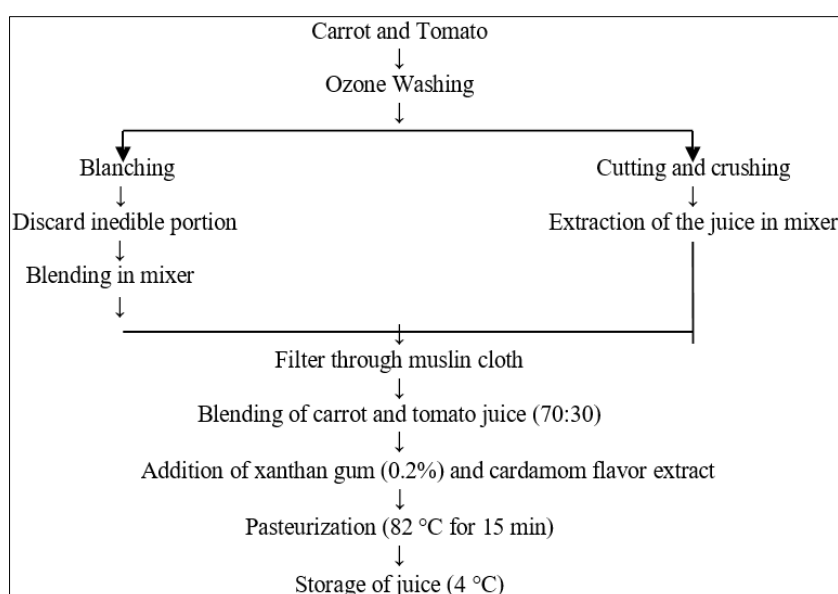 Carrot and Tomato
↓
Ozone Washing
↓
Blanching
↓
Discard inedible portion
↓
Blending in mixer
↓
Cutting and crushing
↓
Extraction of the juice in mixer
↓
Filter through muslin cloth
↓
Blending of carrot and tomato juice (70:30)
↓
Addition of xanthan gum (0.2%) and cardamom flavor extract
↓
Pasteurization (82 °C for 15 min)
↓
Storage of juice (4 °C)